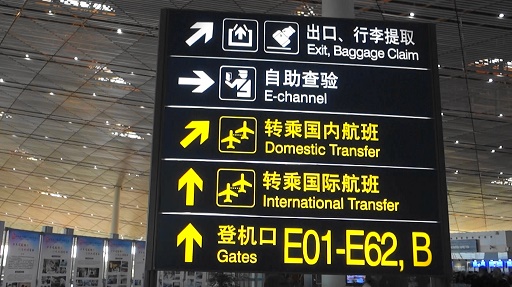 出口、行李提取
Exit, Baggage Claim
自助查验
E-channel
转乘国内航班
Domestic Transfer
转乘国际航班
International Transfer
登机口 E01-E62, B
Gates